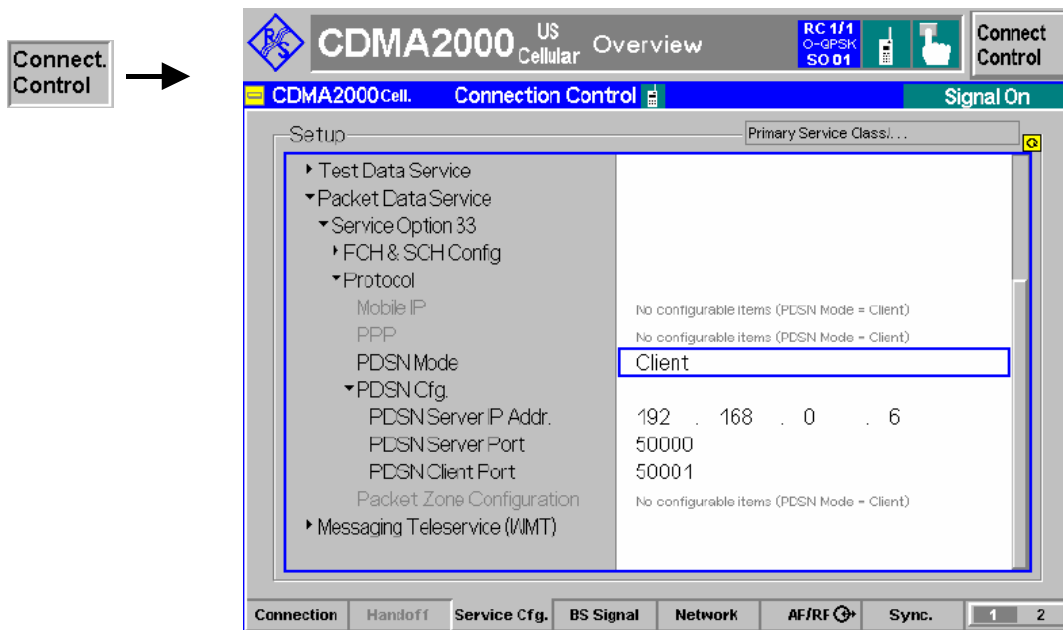 Connect.
Control
CDMA2000 US Cellular Overview
RC 1/1
O-QPSK
SO 01
Connect
Control
CDMA2000 Cell. Connection Control Signal On
Setup
Primary Service Class/...
Test Data Service
Packet Data Service
Service Option 33
FCH & SCH Config
Protocol
Mobile IP No configurable items (PDSN Mode = Client)
PPP No configurable items (PDSN Mode = Client)
PDSN Mode Client
PDSN Cfg.
PDSN Server IP Addr. 192 . 168 . 0 . 6
PDSN Server Port 50000
PDSN Client Port 50001
Packet Zone Configuration No configurable items (PDSN Mode = Client)
Messaging Teleservice (WMT)
Connection Handoff Service Cfg. BS Signal Network AF/RF Sync. 1 2